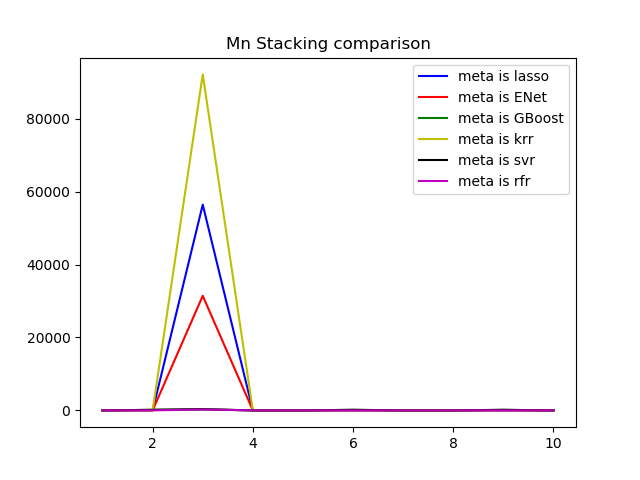 Mn Stacking comparison
meta is lasso
meta is ENet
meta is GBoost
meta is krr
meta is svr
meta is rfr
80000
60000
40000
20000
0
2 4 6 8 10